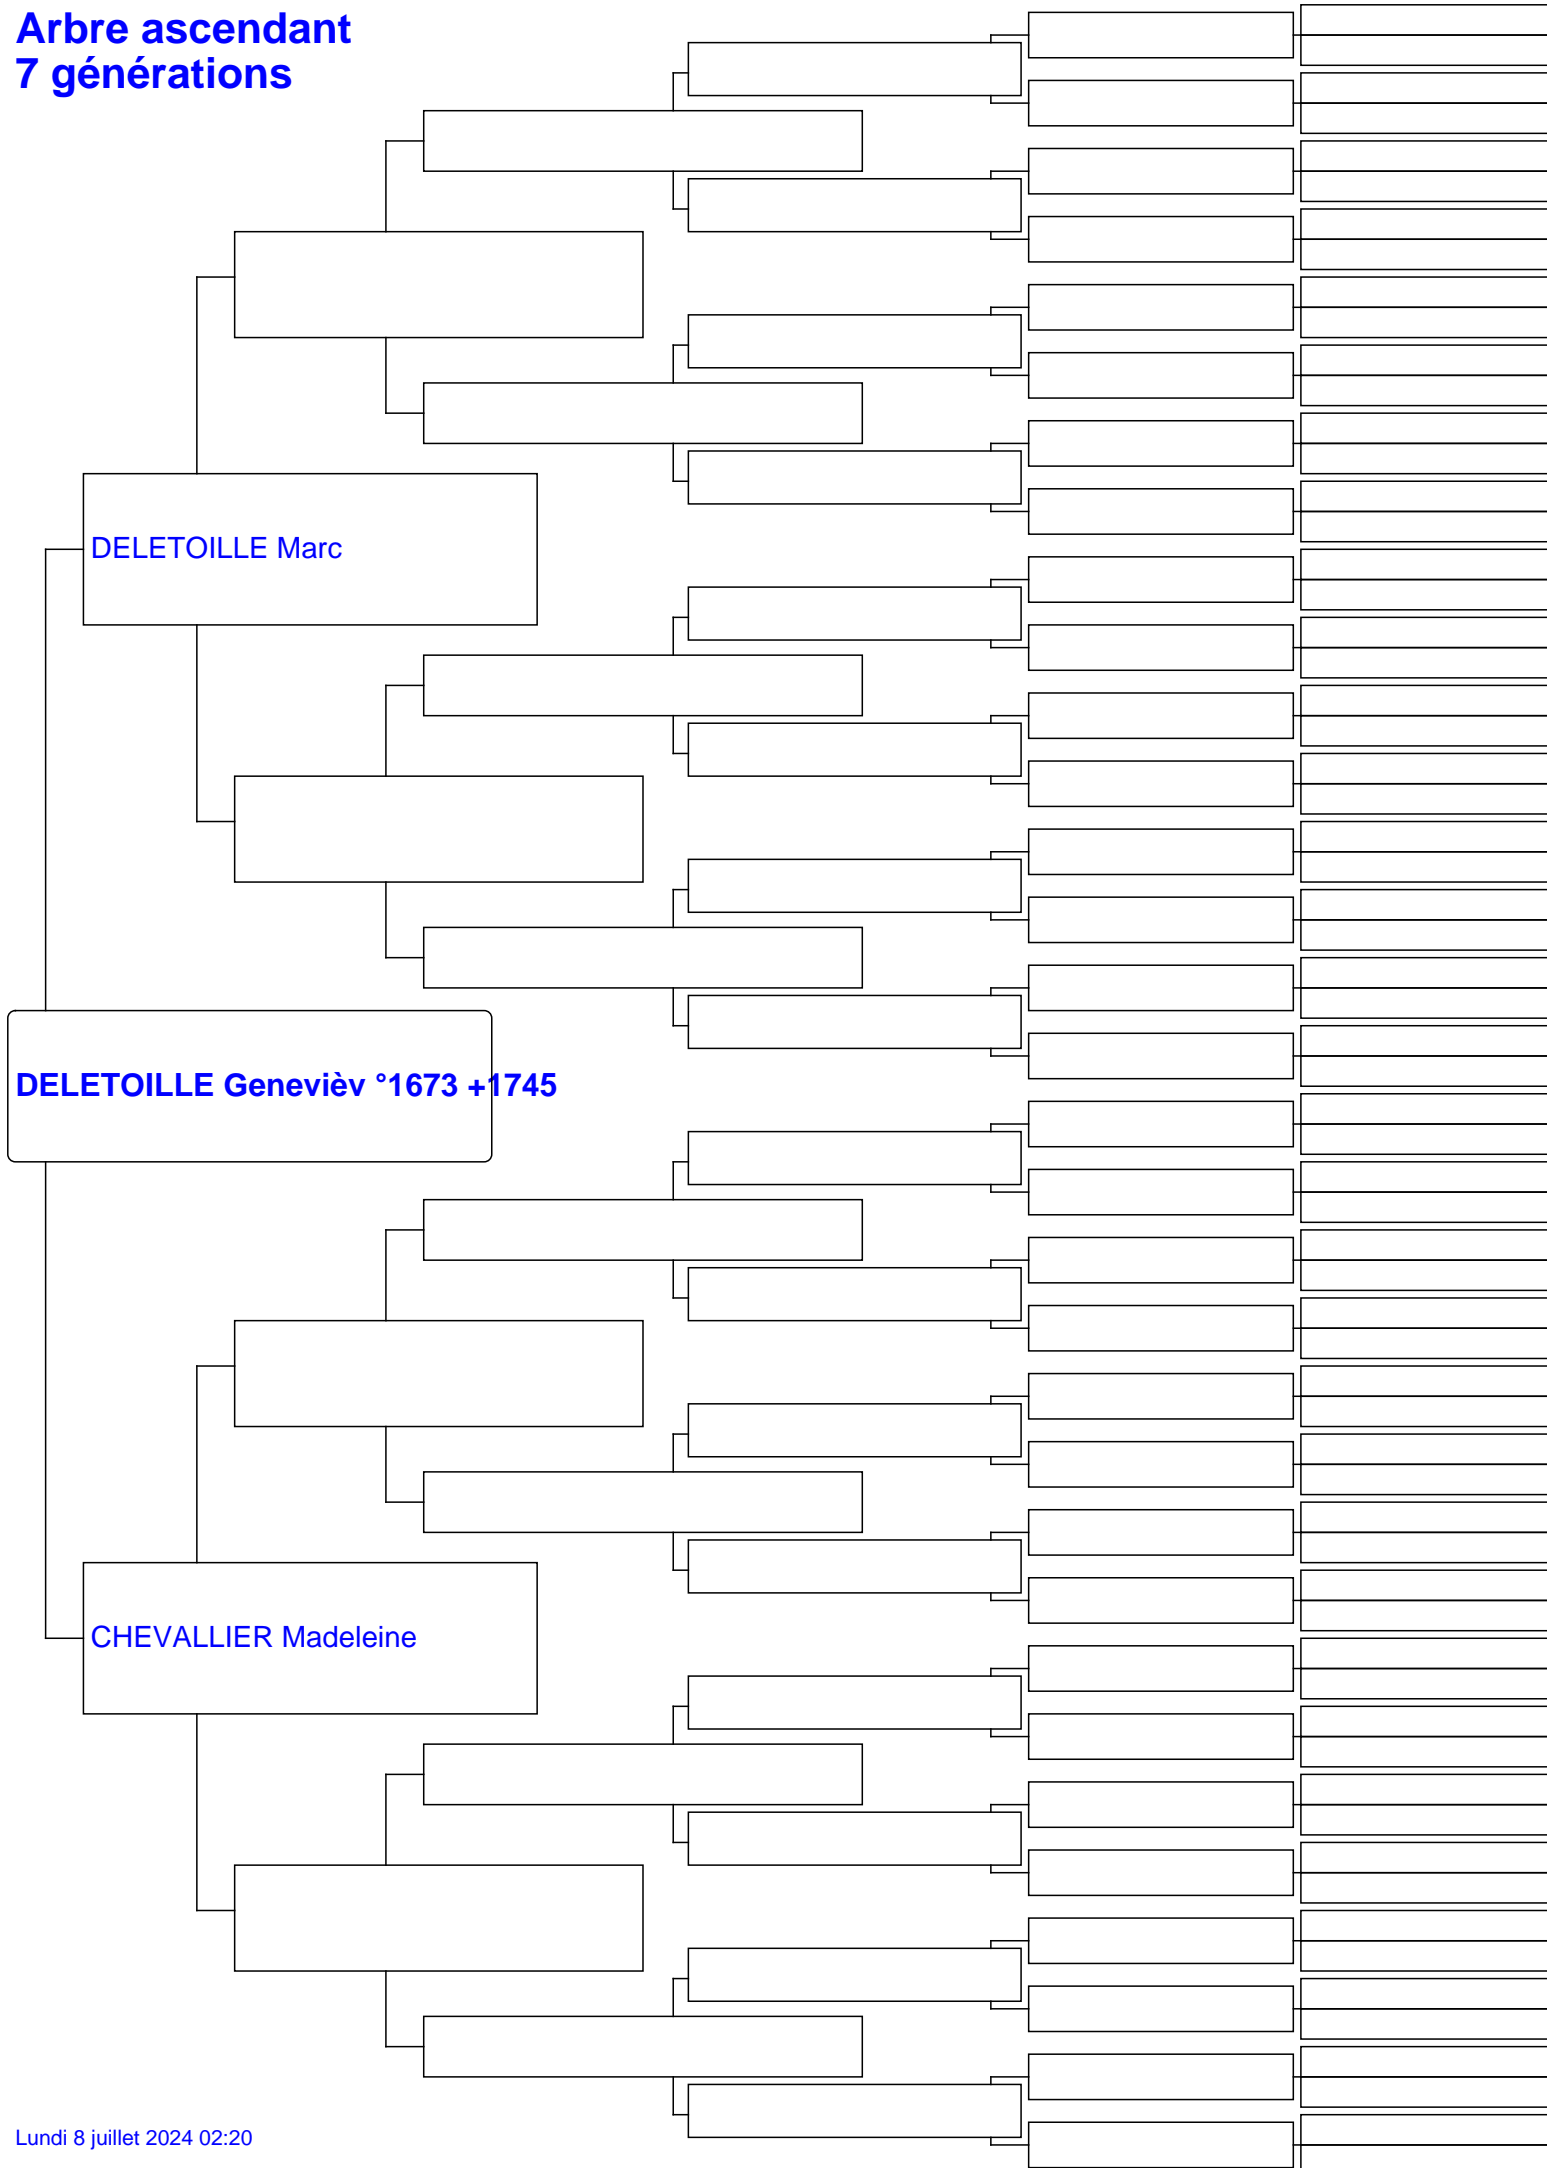 Arbre ascendant
7 générations
DELETOILLE Marc
DELETOILLE Genevièv °1673 +1745
CHEVALLIER Madeleine
Lundi 8 juillet 2024 02:20